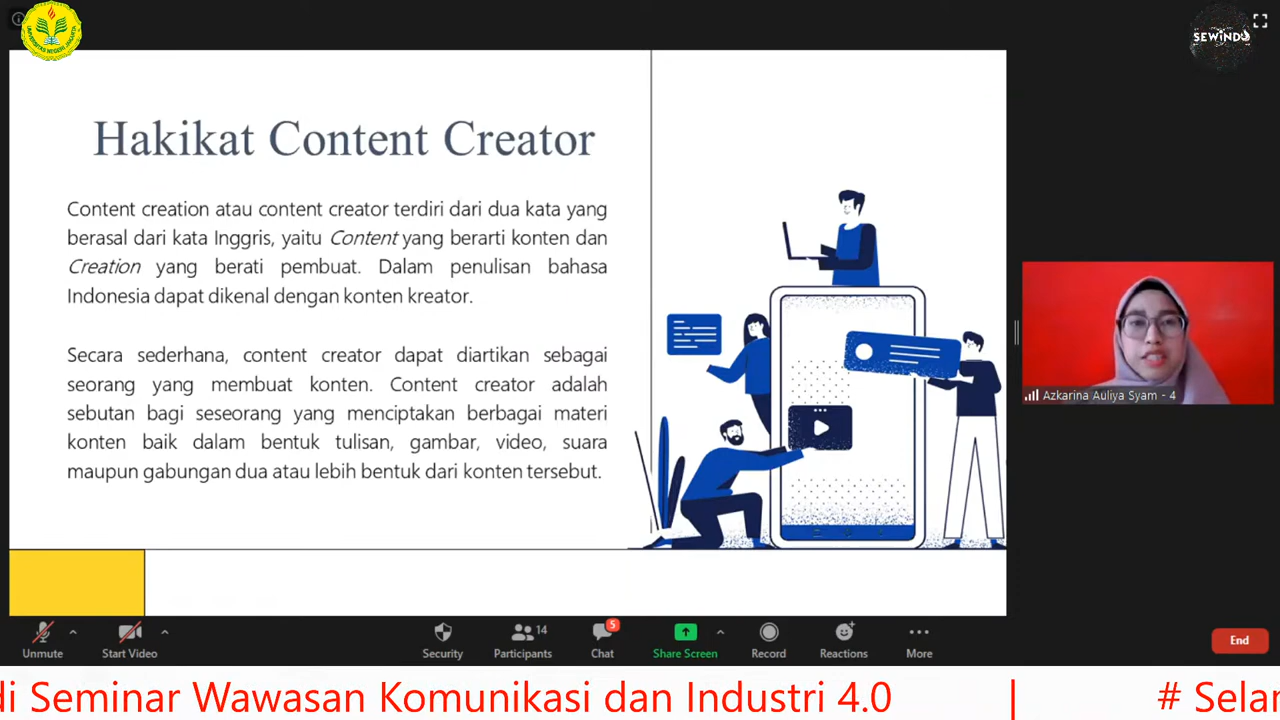 UNIVERSITAS NEGERI JAKARTA
SEWINDU
Hakikat Content Creator
Content creation atau content creator terdiri dari dua kata yang
berasal dari kata Inggris, yaitu Content yang berarti konten dan
Creation yang berati pembuat. Dalam penulisan bahasa
Indonesia dapat dikenal dengan konten kreator.
Secara sederhana, content creator dapat diartikan sebagai
seorang yang membuat konten. Content creator adalah
sebutan bagi seseorang yang menciptakan berbagai materi
konten baik dalam bentuk tulisan, gambar, video, suara
maupun gabungan dua atau lebih bentuk dari konten tersebut.
Azkarina Auliya Syam - 4
14
5
Unmute
Start Video
Security
Participants
Chat
Share Screen
Record
Reactions
More
End
di Seminar Wawasan Komunikasi dan Industri 4.0 | # Selam